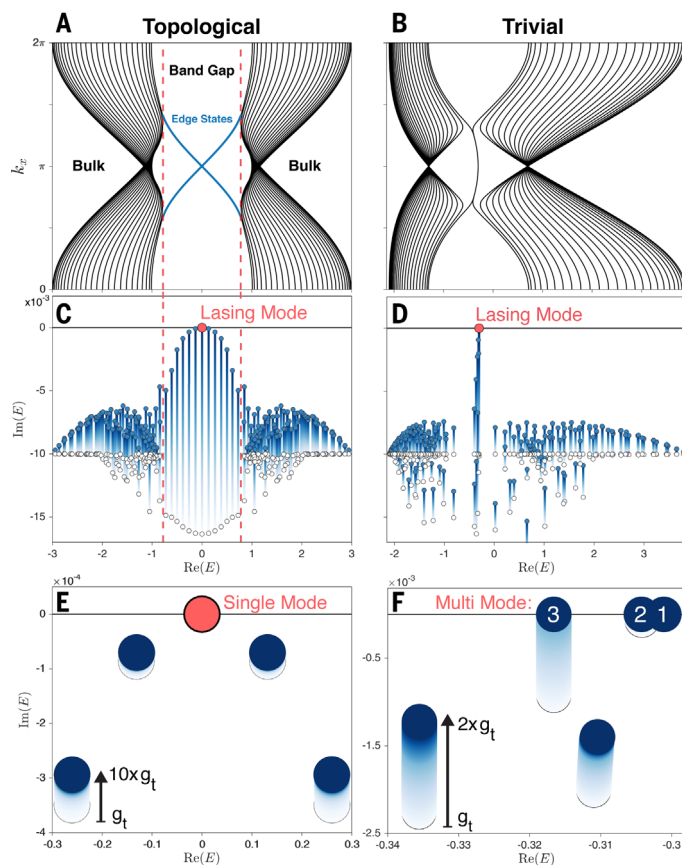 A
Topological
B
Trivial
2π
Band Gap
Edge States
k_x
π
Bulk
Bulk
0
×10⁻³
C
Lasing Mode
D
Lasing Mode
0
-5
Im(E)
-10
-15
-3 -2 -1 0 1 2 3
Re(E)
-2 -1 0 1 2 3
Re(E)
×10⁻⁴
E
Single Mode
F
Multi Mode: 3 2 1
×10⁻³
0
-1
Im(E)
-2
-3
-4
10x g_t
g_t
-0.3 -0.2 -0.1 0 0.1 0.2 0.3
Re(E)
-0.5
-1
Im(E)
-1.5
-2
-2.5
2x g_t
g_t
-0.34 -0.33 -0.32 -0.31 -0.3
Re(E)